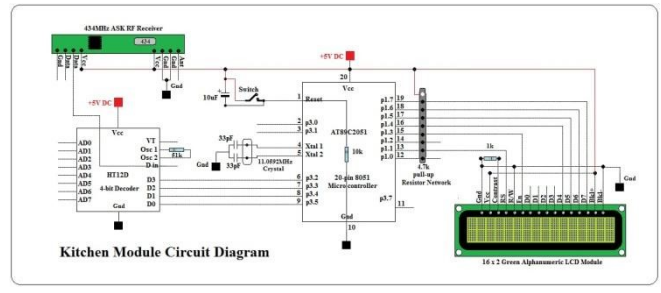 434MHz ASK RF Receiver
434
Gnd Data Data Vcc Vcc Gnd Gnd Ant
Gnd
+5V DC
+5V DC
Vcc
AD0
AD1
AD2
AD3
AD4
AD5
AD6
AD7
VT
Osc 1
Osc 2
51k
D-in
HT12D
4-bit Decoder
D3
D2
D1
D0
Gnd
10uF
Switch
33pF
33pF
Gnd
11.0592MHz
Crystal
20
Vcc
1 Reset
2 p3.0
3 p3.1
4 Xtal 1
5 Xtal 2
6 p3.2
7 p3.3
8 p3.4
9 p3.5
AT89C2051
10k
20-pin 8051
Micro controller
Gnd
10
p1.7 19
p1.6 18
p1.5 17
p1.4 16
p1.3 15
p1.2 14
p1.1 13
p1.0 12
p3.7 11
4.7k
pull-up
Resistor Network
1k
Gnd
Gnd Vcc Contrast RS R/W En D0 D1 D2 D3 D4 D5 D6 D7 Bkl+ Bkl-
16 x 2 Green Alphanumeric LCD Module
Kitchen Module Circuit Diagram